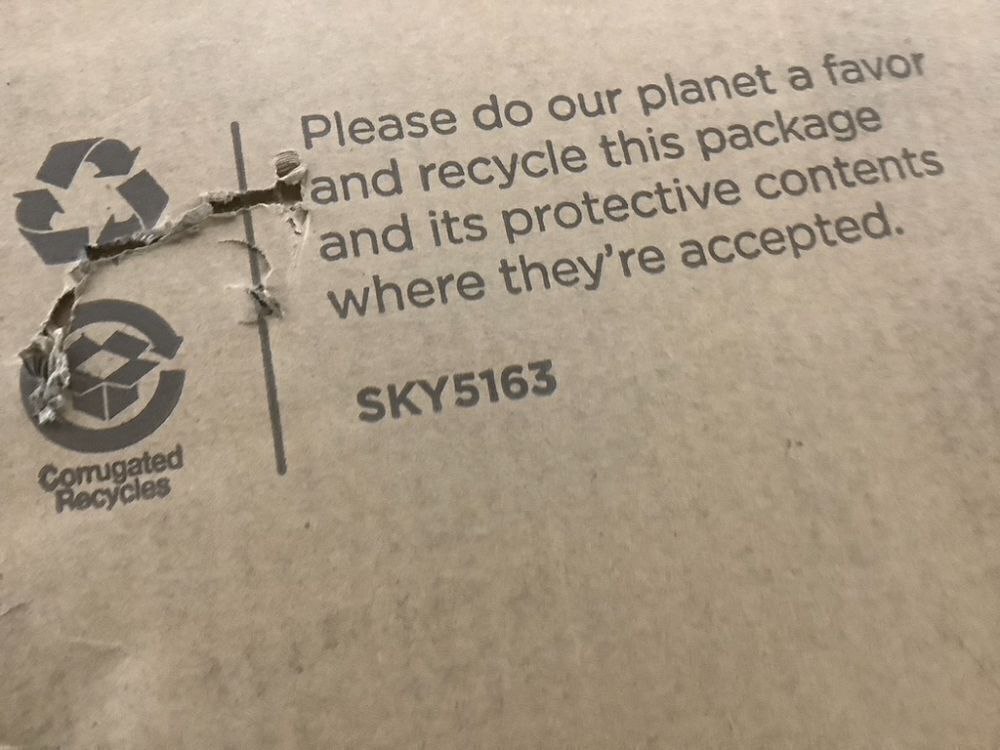 Please do our planet a favor
and recycle this package
and its protective contents
where they're accepted.
SKY5163
Corrugated
Recycles